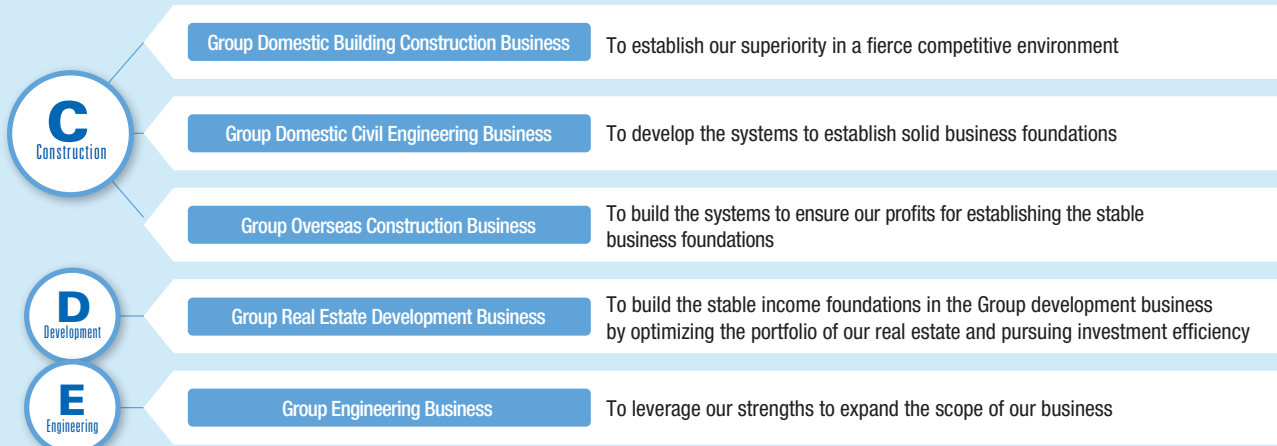 C
Construction
Group Domestic Building Construction Business
To establish our superiority in a fierce competitive environment
Group Domestic Civil Engineering Business
To develop the systems to establish solid business foundations
Group Overseas Construction Business
To build the systems to ensure our profits for establishing the stable
business foundations
D
Development
Group Real Estate Development Business
To build the stable income foundations in the Group development business
by optimizing the portfolio of our real estate and pursuing investment efficiency
E
Engineering
Group Engineering Business
To leverage our strengths to expand the scope of our business